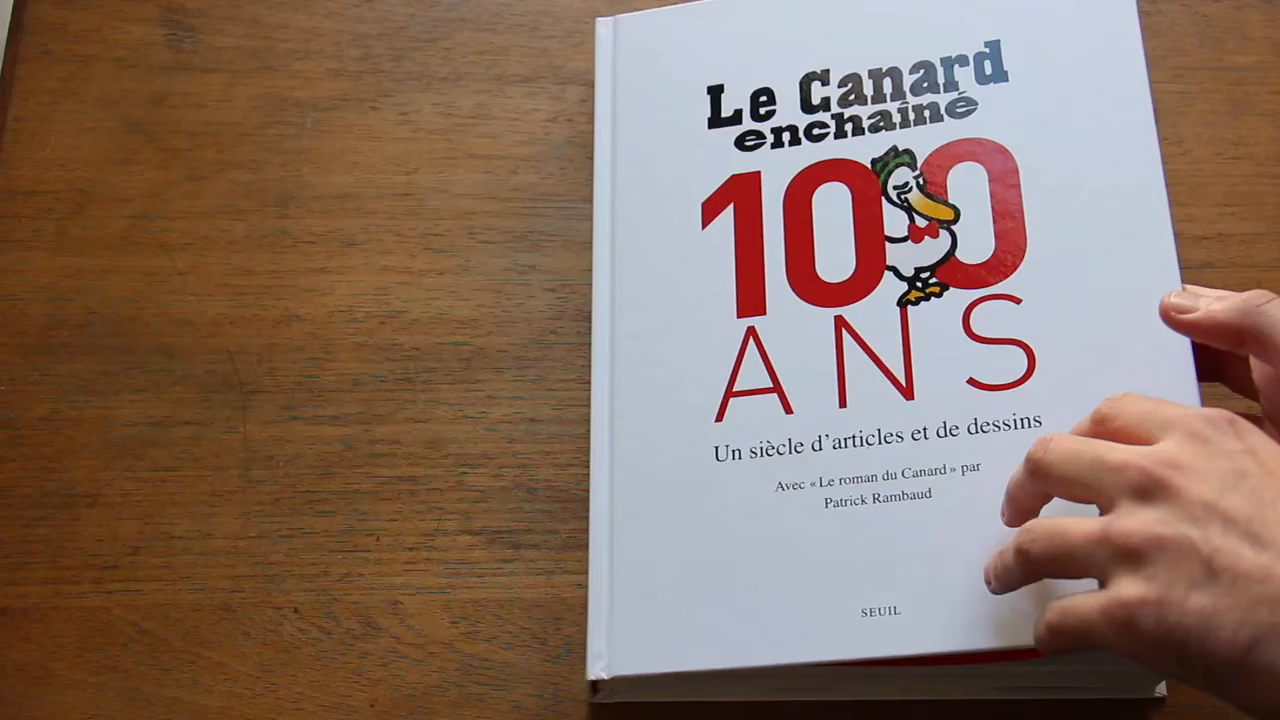 Le Canard
enchaîné
100
ANS
Un siècle d’articles et de dessins
Avec « Le roman du Canard » par
Patrick Rambaud
SEUIL